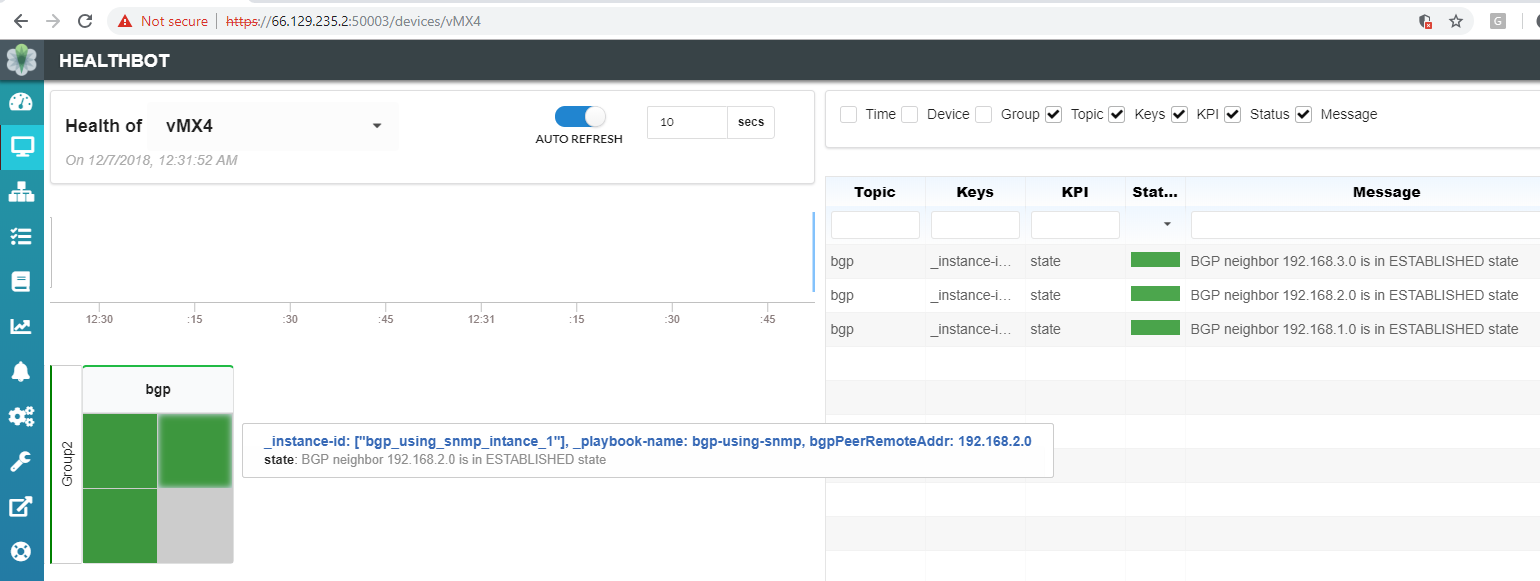 Not secure | https://66.129.235.2:50003/devices/vMX4
G
HEALTHBOT
Health of vMX4
On 12/7/2018, 12:31:52 AM
AUTO REFRESH
10 secs
Time Device Group Topic Keys KPI Status Message
Topic Keys KPI Stat... Message
bgp _instance-i... state BGP neighbor 192.168.3.0 is in ESTABLISHED state
bgp _instance-i... state BGP neighbor 192.168.2.0 is in ESTABLISHED state
bgp _instance-i... state BGP neighbor 192.168.1.0 is in ESTABLISHED state
12:30 :15 :30 :45 12:31 :15 :30 :45
bgp
Group2
_instance-id: ["bgp_using_snmp_intance_1"], _playbook-name: bgp-using-snmp, bgpPeerRemoteAddr: 192.168.2.0
state: BGP neighbor 192.168.2.0 is in ESTABLISHED state